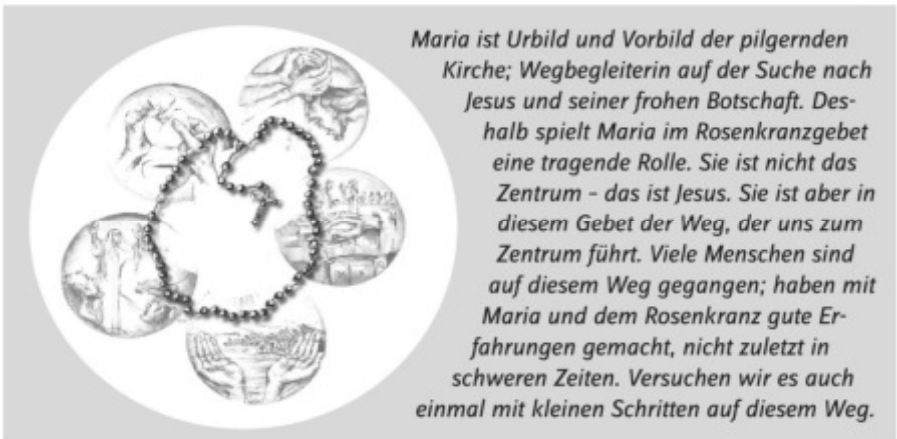 Maria ist Urbild und Vorbild der pilgernden
Kirche; Wegbegleiterin auf der Suche nach
Jesus und seiner frohen Botschaft. Des-
halb spielt Maria im Rosenkranzgebet
eine tragende Rolle. Sie ist nicht das
Zentrum – das ist Jesus. Sie ist aber in
diesem Gebet der Weg, der uns zum
Zentrum führt. Viele Menschen sind
auf diesem Weg gegangen; haben mit
Maria und dem Rosenkranz gute Er-
fahrungen gemacht, nicht zuletzt in
schweren Zeiten. Versuchen wir es auch
einmal mit kleinen Schritten auf diesem Weg.